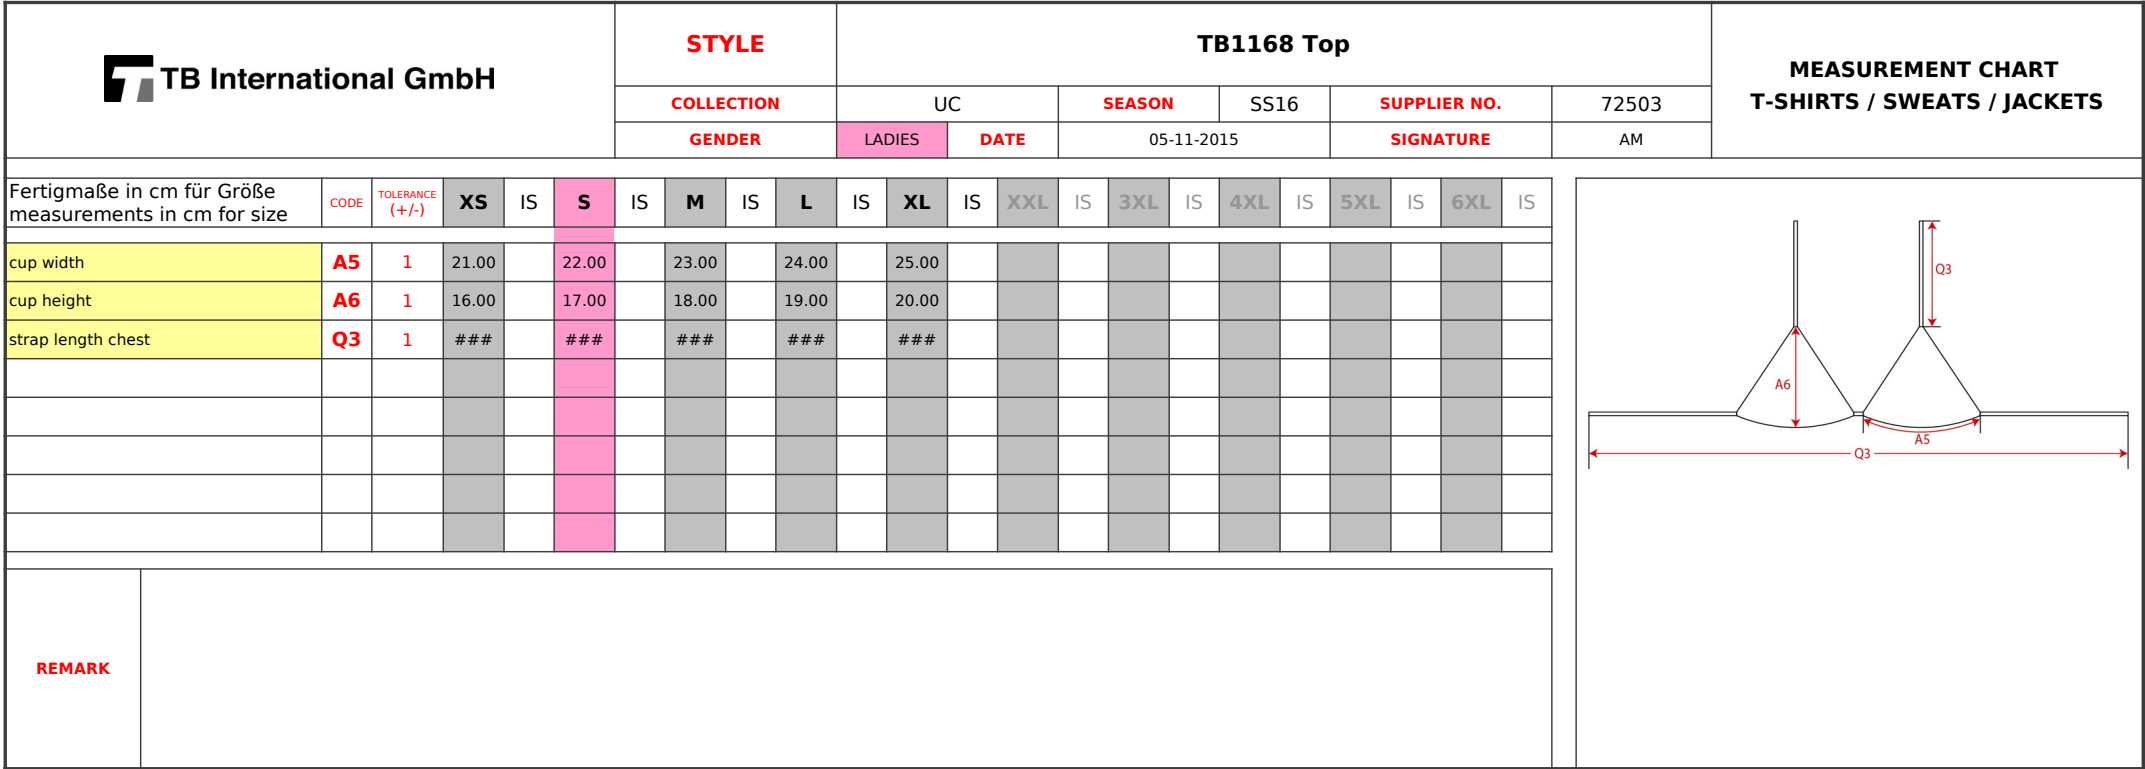 TB International GmbH
STYLE TB1168 Top
MEASUREMENT CHART
T-SHIRTS / SWEATS / JACKETS
COLLECTION UC SEASON SS16 SUPPLIER NO. 72503
GENDER LADIES DATE 05-11-2015 SIGNATURE AM
Fertigmaße in cm für Größe
measurements in cm for size
CODE TOLERANCE (+/-) XS IS S IS M IS L IS XL IS XXL IS 3XL IS 4XL IS 5XL IS 6XL IS
cup width A5 1 21.00 22.00 23.00 24.00 25.00
cup height A6 1 16.00 17.00 18.00 19.00 20.00
strap length chest Q3 1 ### ### ### ### ###
Q3
A6
A5
Q3
REMARK